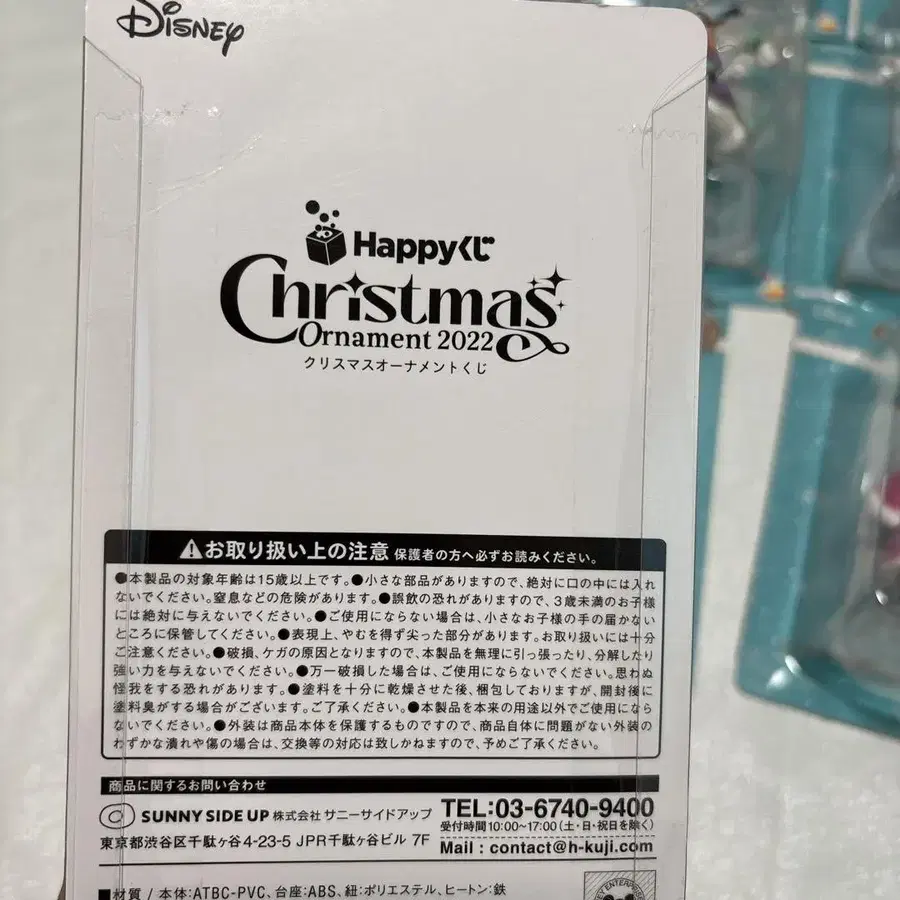 Disney
Happyくじ
Christmas
Ornament 2022
クリスマスオーナメントくじ
お取り扱い上の注意 保護者の方へ必ずお読みください。
●本製品の対象年齢は15歳以上です。●小さな部品がありますので、絶対に口の中には入れ
ないでください。窒息などの危険があります。●誤飲の恐れがありますので、3歳未満のお子様
には絶対に与えないでください。●ご使用にならない場合は、小さなお子様の手の届かない
ところに保管してください。●表現上、やむを得ず尖った部分があります。お取り扱いには十分
ご注意ください。●破損、ケガの原因となりますので、本製品を無理に引っ張ったり、分解したり
強い力を与えないでください。●万一破損した場合は、ご使用にならないでください。思わぬ
怪我をする恐れがあります。●塗料を十分に乾燥させた後、梱包しておりますが、開封後に
塗料臭がする場合がございます。ご了承ください。●本製品を本来の用途以外でご使用になら
ないでください。●外装は商品本体を保護するものですので、商品自体に問題がない外装の
わずかな潰れや傷の場合は、交換等の対応は致しかねますので、予めご了承ください。
商品に関するお問い合わせ
SUNNY SIDE UP 株式会社 サニーサイドアップ
東京都渋谷区千駄ヶ谷4-23-5 JPR千駄ヶ谷ビル 7F
TEL:03-6740-9400
受付時間 10:00~17:00 (土・日・祝日を除く)
Mail : contact@h-kuji.com
■材質 / 本体:ATBC-PVC、台座:ABS、紐:ポリエステル、ヒートン:鉄